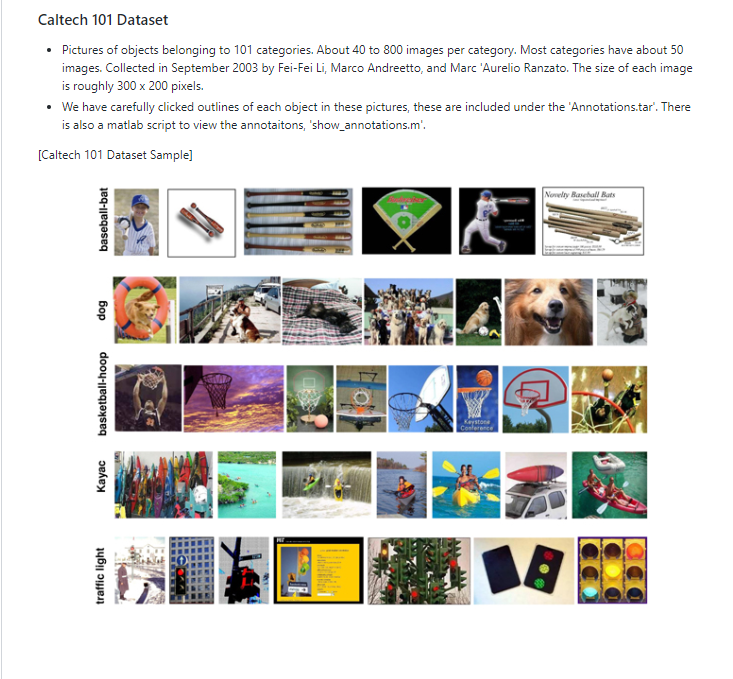 Caltech 101 Dataset
• Pictures of objects belonging to 101 categories. About 40 to 800 images per category. Most categories have about 50
images. Collected in September 2003 by Fei-Fei Li, Marco Andreetto, and Marc 'Aurelio Ranzato. The size of each image
is roughly 300 x 200 pixels.
• We have carefully clicked outlines of each object in these pictures, these are included under the 'Annotations.tar'. There
is also a matlab script to view the annotaitons, 'show_annotations.m'.
[Caltech 101 Dataset Sample]
baseball-bat
Novelty Baseball Bats
dog
basketball-hoop
Keystone
Conference
Kayac
traffic light